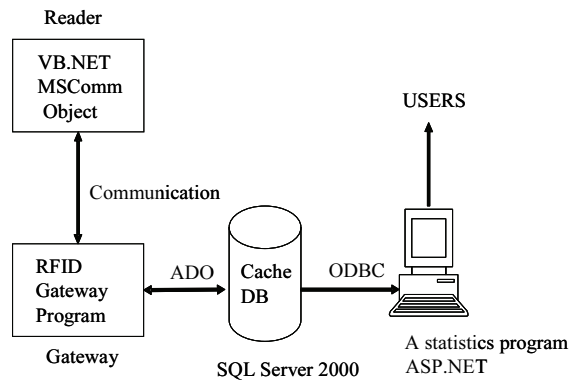 Reader
VB.NET
MSComm
Object
USERS
Communication
RFID
Gateway
Program
ADO
Cache
DB
ODBC
Gateway
SQL Server 2000
A statistics program
ASP.NET